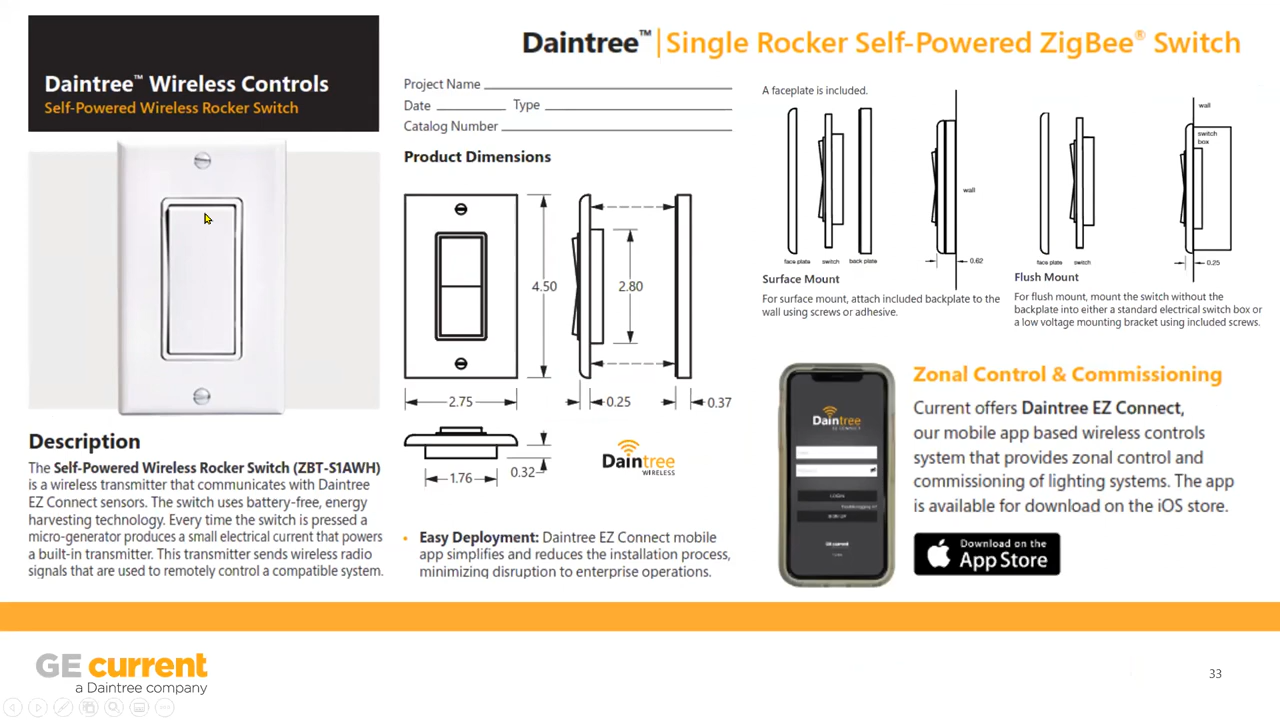 Daintree™ | Single Rocker Self-Powered ZigBee® Switch
Daintree™ Wireless Controls
Self-Powered Wireless Rocker Switch
Description
The Self-Powered Wireless Rocker Switch (ZBT-S1AWH)
is a wireless transmitter that communicates with Daintree
EZ Connect sensors. The switch uses battery-free, energy
harvesting technology. Every time the switch is pressed a
micro-generator produces a small electrical current that powers
a built-in transmitter. This transmitter sends wireless radio
signals that are used to remotely control a compatible system.
Project Name
Date Type
Catalog Number
Product Dimensions
4.50
2.80
2.75
0.25
0.37
1.76
0.32
Daintree
WIRELESS
• Easy Deployment: Daintree EZ Connect mobile
app simplifies and reduces the installation process,
minimizing disruption to enterprise operations.
A faceplate is included.
wall
face plate switch back plate
0.62
Surface Mount
For surface mount, attach included backplate to the
wall using screws or adhesive.
wall
switch
box
face plate switch
0.25
Flush Mount
For flush mount, mount the switch without the
backplate into either a standard electrical switch box or
a low voltage mounting bracket using included screws.
Daintree
EZ CONNECT
LOGIN
SIGN UP
GE current
Zonal Control & Commissioning
Current offers Daintree EZ Connect,
our mobile app based wireless controls
system that provides zonal control and
commissioning of lighting systems. The app
is available for download on the iOS store.
Download on the
App Store
GE current
a Daintree company
33